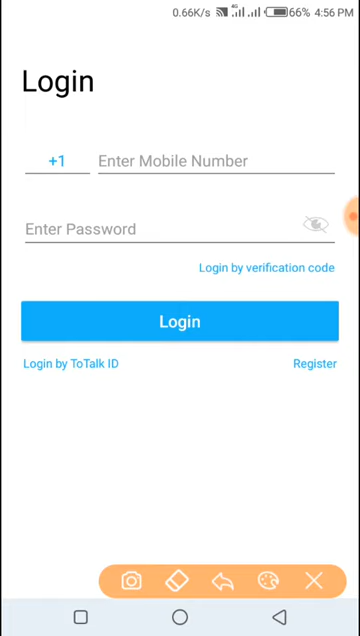 0.66K/s 4G 66% 4:56 PM
Login
+1 Enter Mobile Number
Enter Password
Login by verification code
Login
Login by ToTalk ID Register